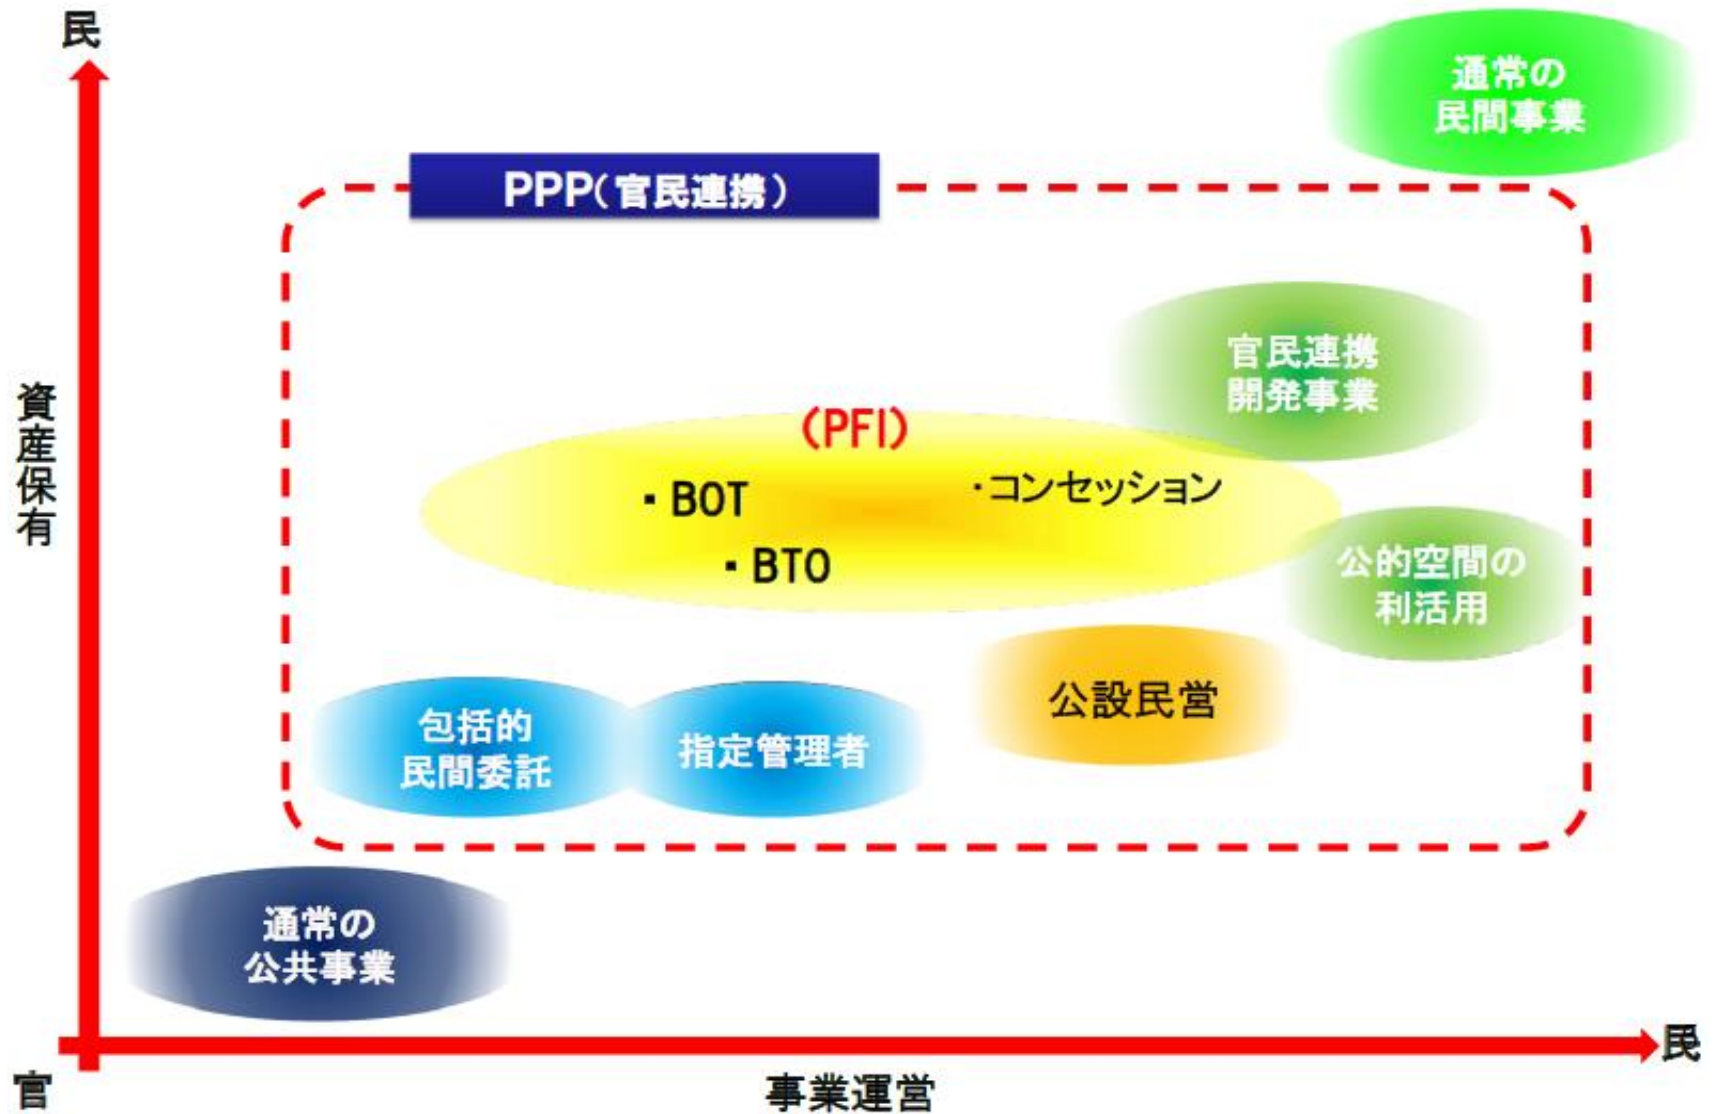 民
通常の
民間事業
PPP(官民連携)
官民連携
開発事業
資産保有
(PFI)
・BOT
・コンセッション
・BTO
公的空間の
利活用
公設民営
包括的
民間委託
指定管理者
通常の
公共事業
民
官
事業運営